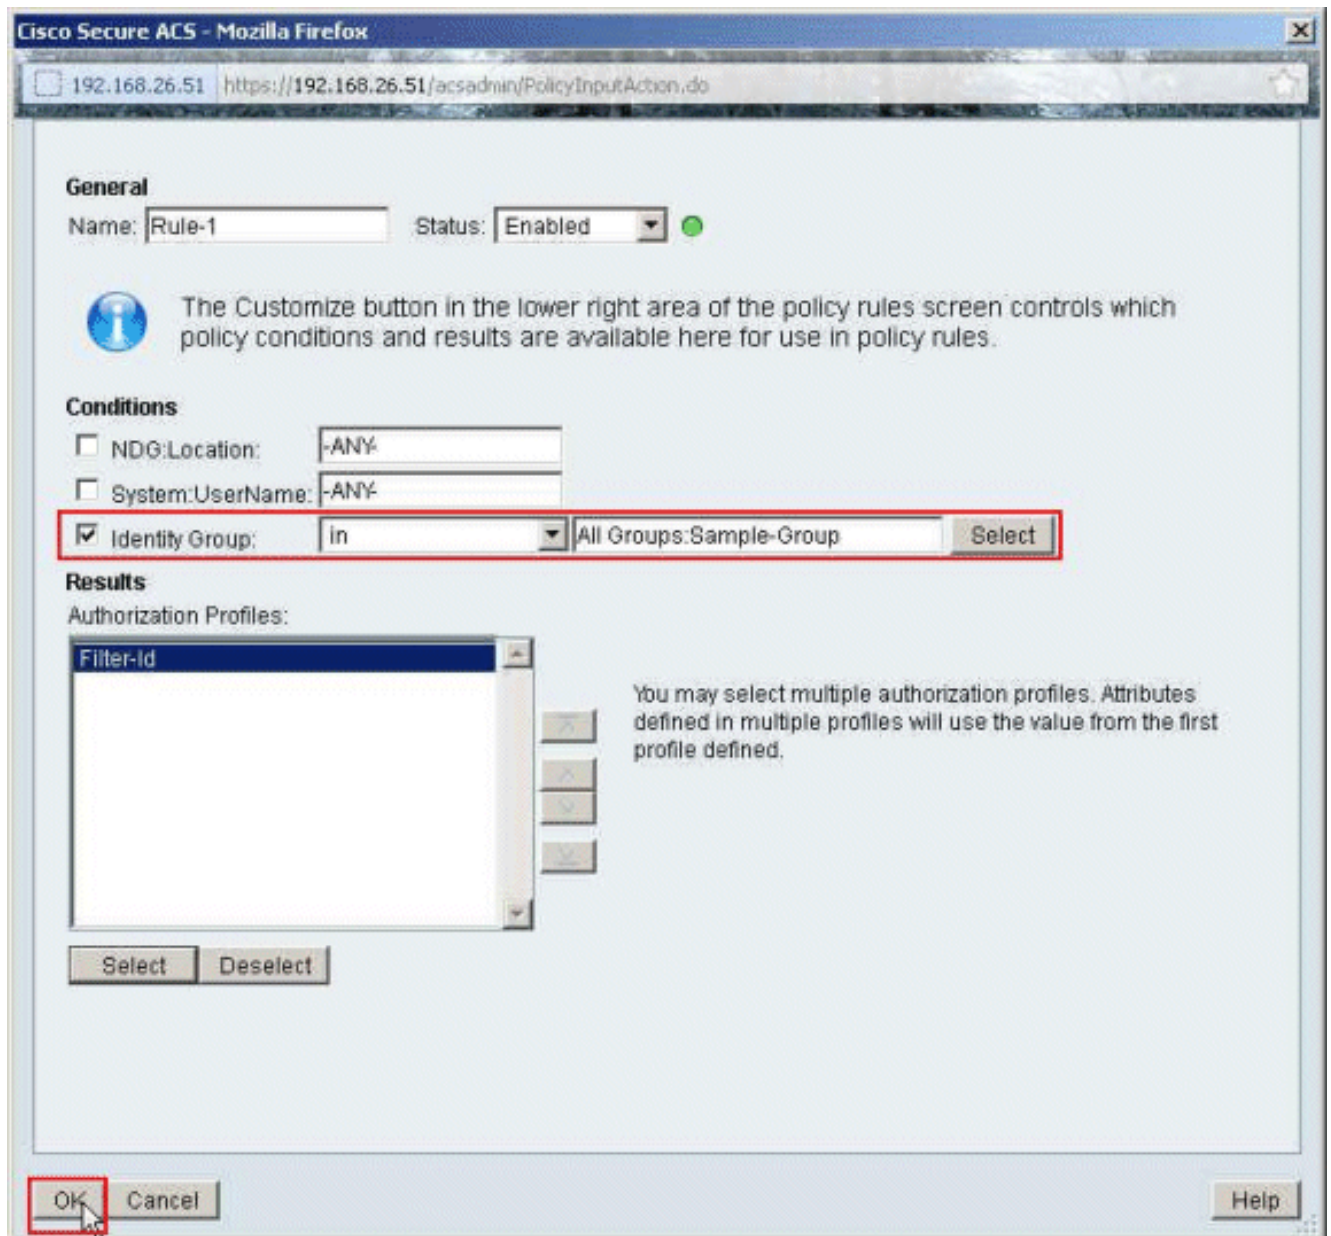 Cisco Secure ACS - Mozilla Firefox
192.168.26.51 https://192.168.26.51/acsadmin/PolicyInputAction.do
General
Name: Rule-1 Status: Enabled
The Customize button in the lower right area of the policy rules screen controls which
policy conditions and results are available here for use in policy rules.
Conditions
NDG:Location: -ANY-
System:UserName: -ANY-
Identity Group: in All Groups:Sample-Group Select
Results
Authorization Profiles:
Filter-Id
You may select multiple authorization profiles. Attributes
defined in multiple profiles will use the value from the first
profile defined.
Select Deselect
OK Cancel Help